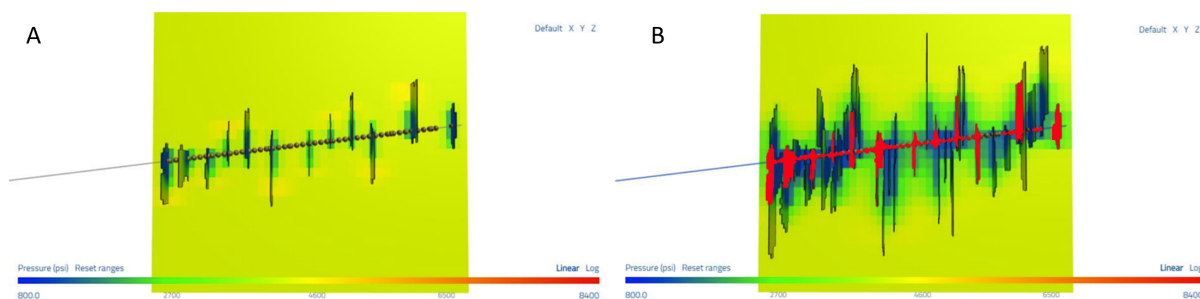 A
Default X Y Z
Pressure (psi) Reset ranges
Linear Log
800.0
2700
4600
6500
8400
B
Default X Y Z
Pressure (psi) Reset ranges
Linear Log
800.0
2700
4600
6500
8400